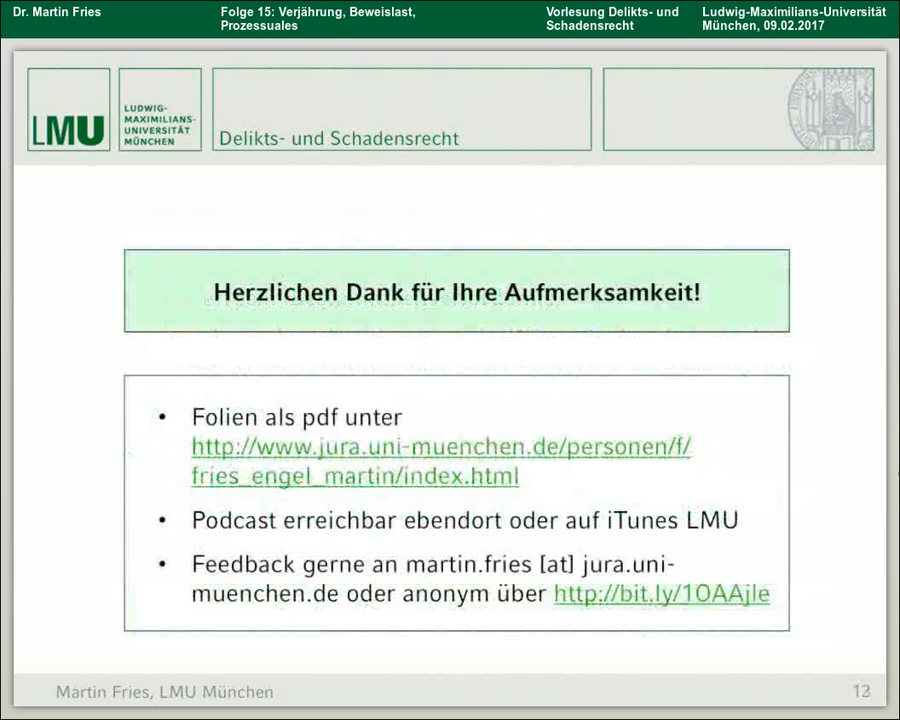 Dr. Martin Fries
Folge 15: Verjährung, Beweislast,
Prozessuales
Vorlesung Delikts- und
Schadensrecht
Ludwig-Maximilians-Universität
München, 09.02.2017
LMU
LUDWIG-
MAXIMILIANS-
UNIVERSITÄT
MÜNCHEN
Delikts- und Schadensrecht
Herzlichen Dank für Ihre Aufmerksamkeit!
• Folien als pdf unter
http://www.jura.uni-muenchen.de/personen/f/
fries_engel_martin/index.html
• Podcast erreichbar ebendort oder auf iTunes LMU
• Feedback gerne an martin.fries [at] jura.uni-
muenchen.de oder anonym über http://bit.ly/1OAAjle
Martin Fries, LMU München
13